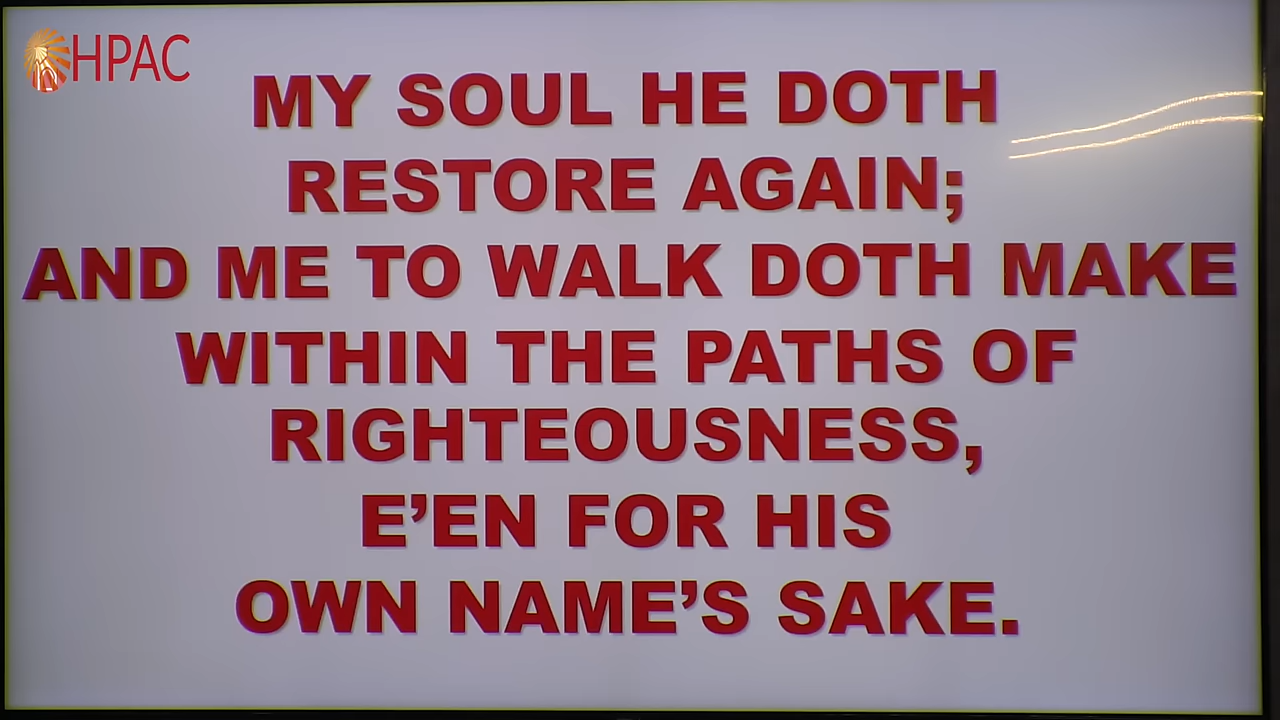 HPAC
MY SOUL HE DOTH
RESTORE AGAIN;
AND ME TO WALK DOTH MAKE
WITHIN THE PATHS OF
RIGHTEOUSNESS,
E’EN FOR HIS
OWN NAME’S SAKE.